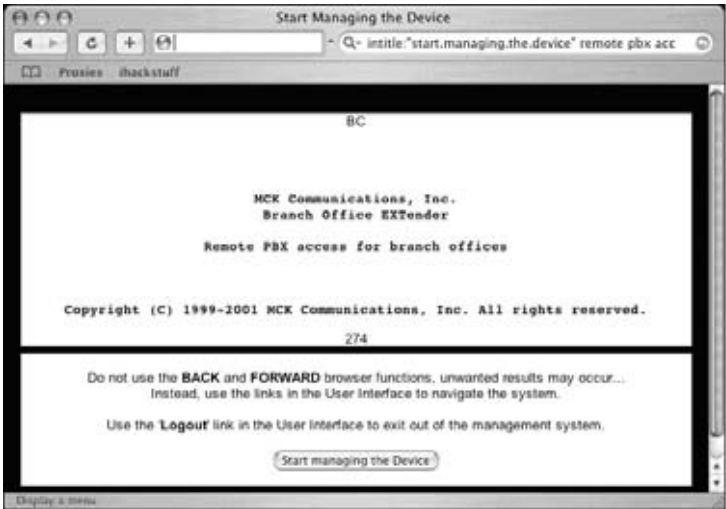 Start Managing the Device
Q- intitle:"start.managing.the.device" remote pbx acc
Proxies ihackstuff
BC
MCK Communications, Inc.
Branch Office EXTender
Remote PBX access for branch offices
Copyright (C) 1999-2001 MCK Communications, Inc. All rights reserved.
274
Do not use the BACK and FORWARD browser functions, unwanted results may occur...
Instead, use the links in the User Interface to navigate the system.
Use the 'Logout' link in the User Interface to exit out of the management system.
Start managing the Device
Display a menu